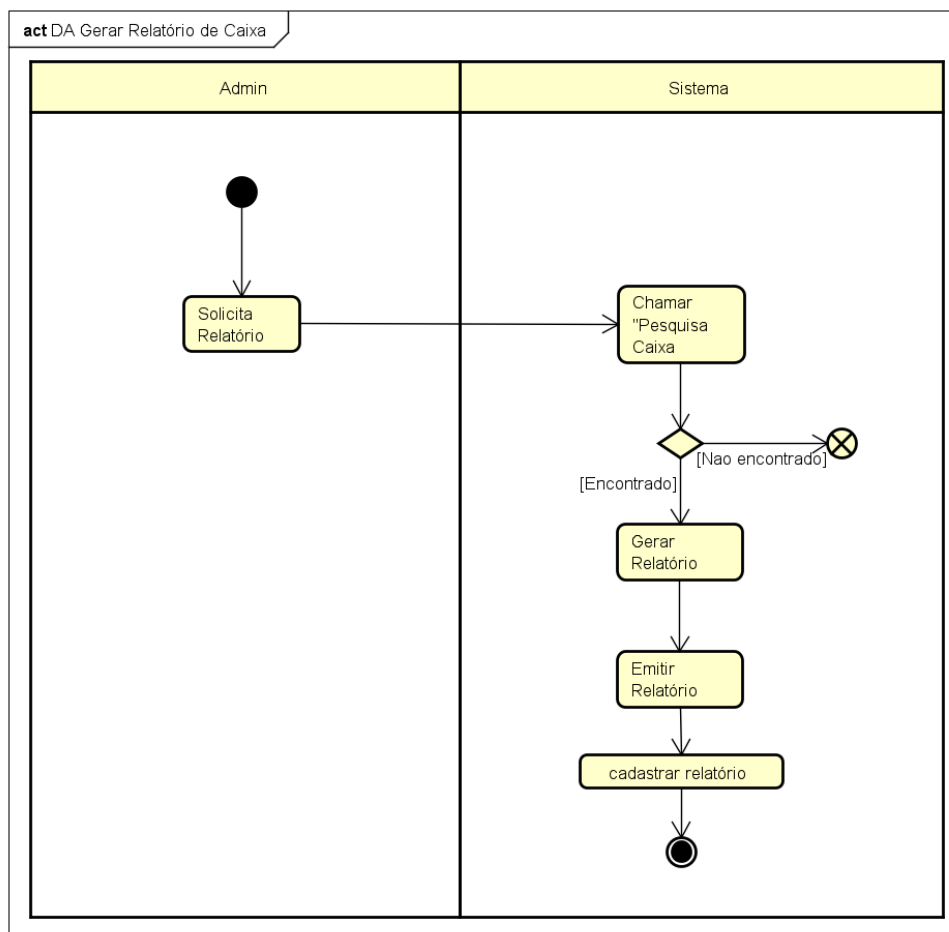 act DA Gerar Relatório de Caixa
Admin
Sistema
Solicita
Relatório
Chamar
"Pesquisa
Caixa
[Nao encontrado]
[Encontrado]
Gerar
Relatório
Emitir
Relatório
cadastrar relatório